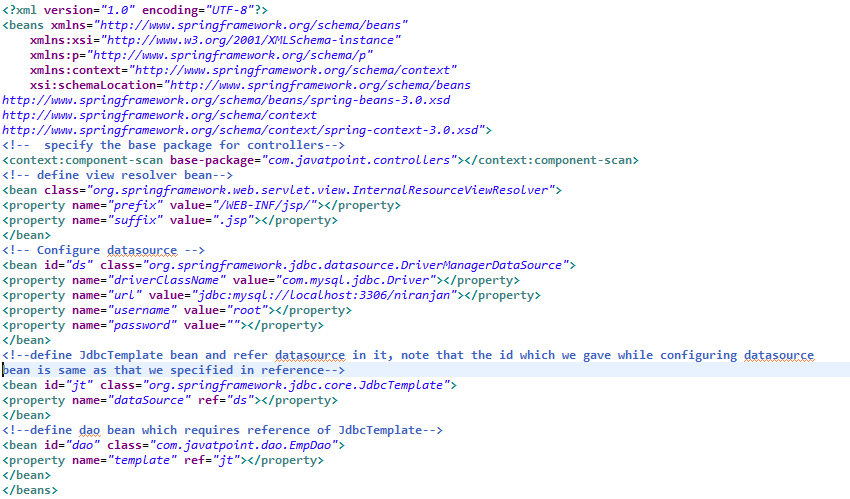 <?xml version="1.0" encoding="UTF-8"?>
<beans xmlns="http://www.springframework.org/schema/beans"
    xmlns:xsi="http://www.w3.org/2001/XMLSchema-instance"
    xmlns:p="http://www.springframework.org/schema/p"
    xmlns:context="http://www.springframework.org/schema/context"
    xsi:schemaLocation="http://www.springframework.org/schema/beans
http://www.springframework.org/schema/beans/spring-beans-3.0.xsd
http://www.springframework.org/schema/context
http://www.springframework.org/schema/context/spring-context-3.0.xsd">
<!--  specify the base package for controllers-->
<context:component-scan base-package="com.javatpoint.controllers"></context:component-scan>
<!-- define view resolver bean-->
<bean class="org.springframework.web.servlet.view.InternalResourceViewResolver">
<property name="prefix" value="/WEB-INF/jsp/"></property>
<property name="suffix" value=".jsp"></property>
</bean>
<!-- Configure datasource -->
<bean id="ds" class="org.springframework.jdbc.datasource.DriverManagerDataSource">
<property name="driverClassName" value="com.mysql.jdbc.Driver"></property>
<property name="url" value="jdbc:mysql://localhost:3306/niranjan"></property>
<property name="username" value="root"></property>
<property name="password" value=""></property>
</bean>
<!--define JdbcTemplate bean and refer datasource in it, note that the id which we gave while configuring datasource
bean is same as that we specified in reference-->
<bean id="jt" class="org.springframework.jdbc.core.JdbcTemplate">
<property name="dataSource" ref="ds"></property>
</bean>
<!--define dao bean which requires reference of JdbcTemplate-->
<bean id="dao" class="com.javatpoint.dao.EmpDao">
<property name="template" ref="jt"></property>
</bean>
</beans>